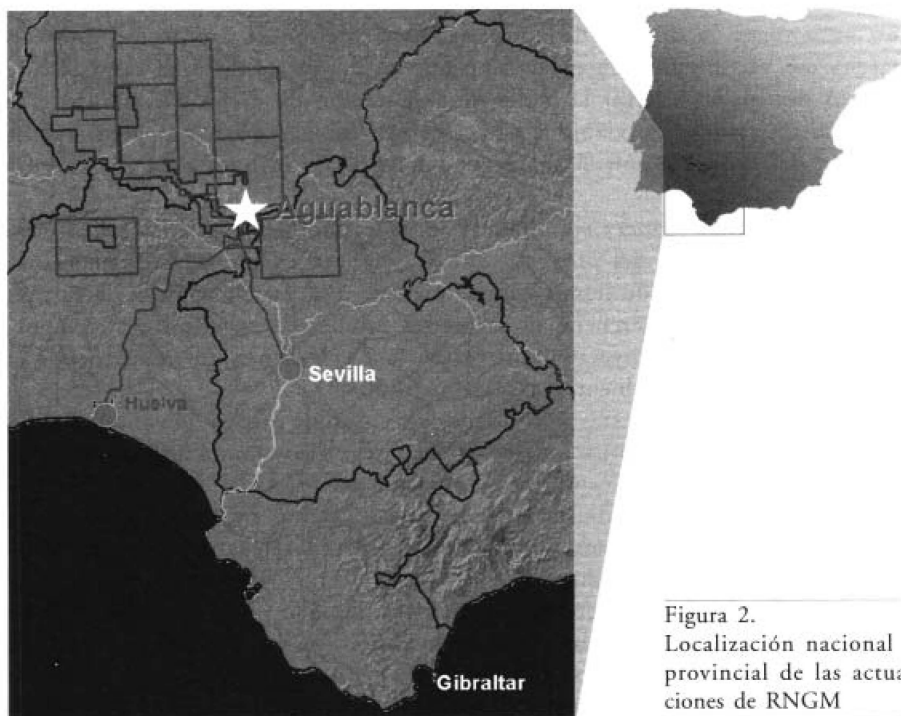 Aguablanca
Sevilla
Huelva
Gibraltar
Figura 2.
Localización nacional
provincial de las actua-
ciones de RNGM